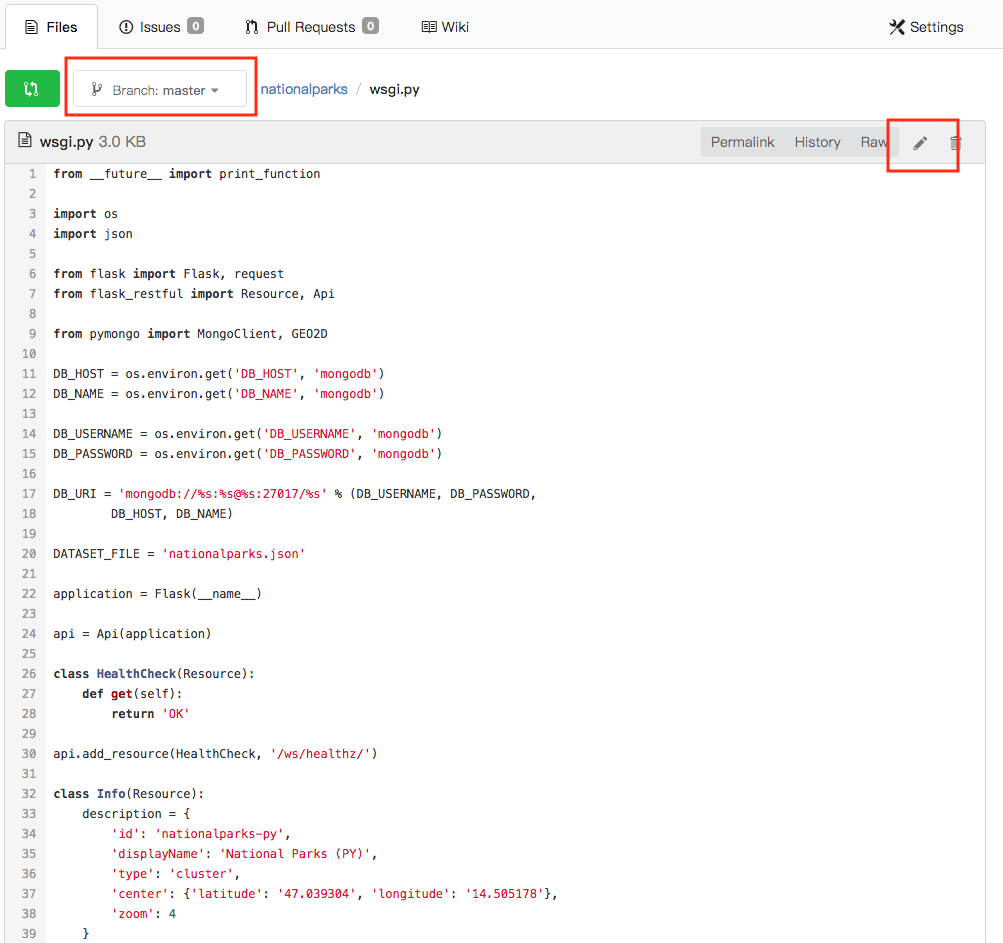 Files Issues 0 Pull Requests 0 Wiki Settings
Branch: master nationalparks / wsgi.py
wsgi.py 3.0 KB Permalink History Raw
1 from __future__ import print_function
2
3 import os
4 import json
5
6 from flask import Flask, request
7 from flask_restful import Resource, Api
8
9 from pymongo import MongoClient, GEO2D
10
11 DB_HOST = os.environ.get('DB_HOST', 'mongodb')
12 DB_NAME = os.environ.get('DB_NAME', 'mongodb')
13
14 DB_USERNAME = os.environ.get('DB_USERNAME', 'mongodb')
15 DB_PASSWORD = os.environ.get('DB_PASSWORD', 'mongodb')
16
17 DB_URI = 'mongodb://%s:%s@%s:27017/%s' % (DB_USERNAME, DB_PASSWORD,
18         DB_HOST, DB_NAME)
19
20 DATASET_FILE = 'nationalparks.json'
21
22 application = Flask(__name__)
23
24 api = Api(application)
25
26 class HealthCheck(Resource):
27     def get(self):
28         return 'OK'
29
30 api.add_resource(HealthCheck, '/ws/healthz/')
31
32 class Info(Resource):
33     description = {
34         'id': 'nationalparks-py',
35         'displayName': 'National Parks (PY)',
36         'type': 'cluster',
37         'center': {'latitude': '47.039304', 'longitude': '14.505178'},
38         'zoom': 4
39     }